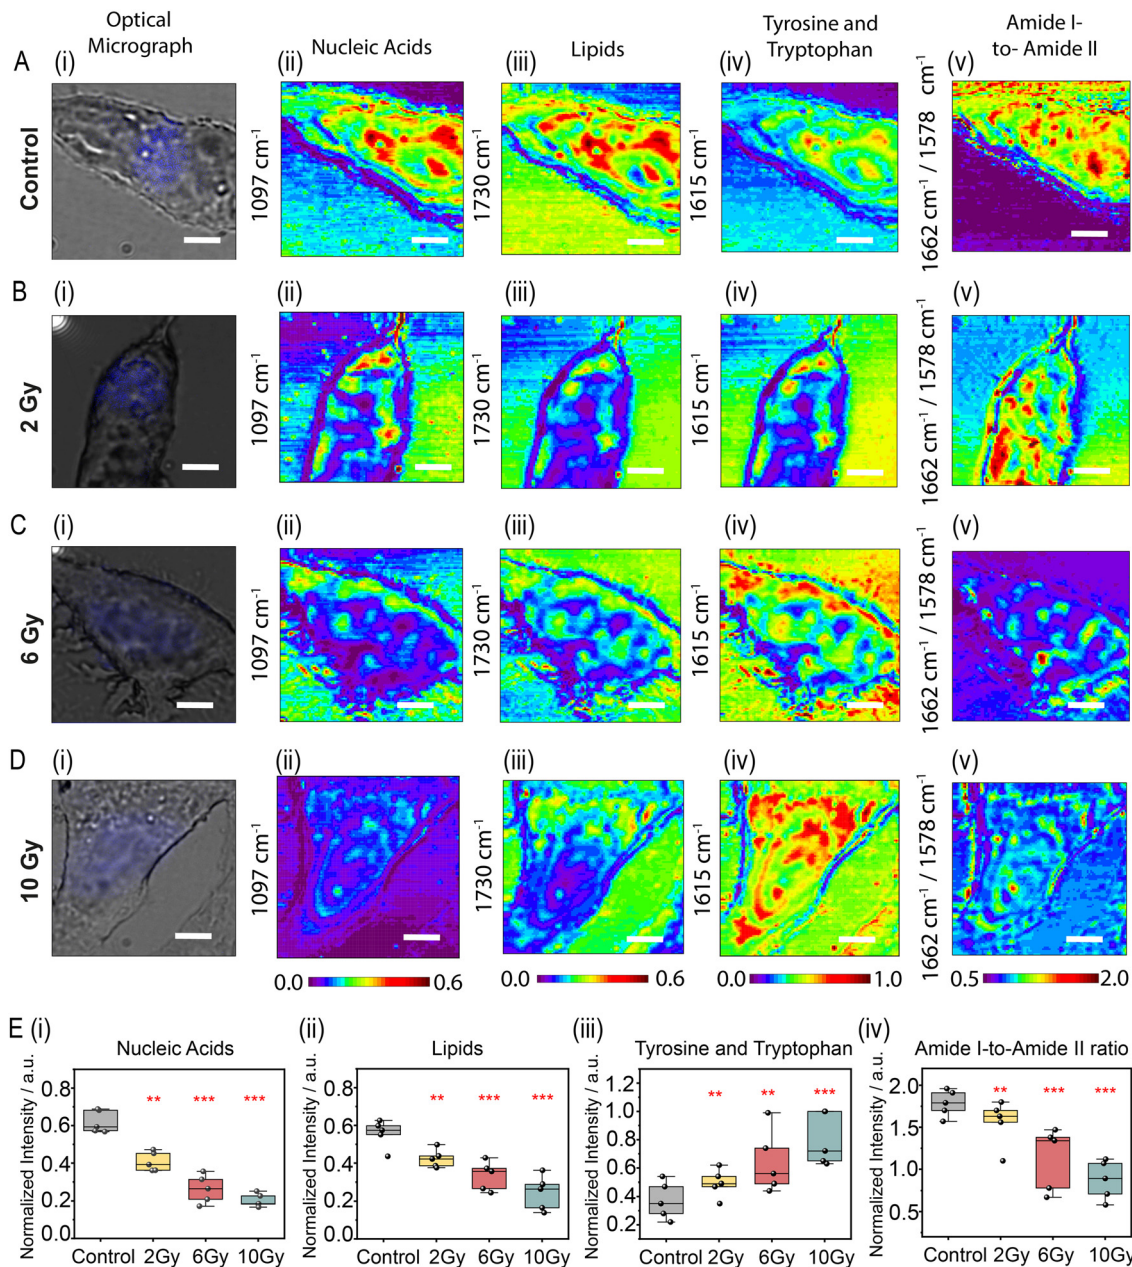 Optical
Micrograph
Nucleic Acids
Lipids
Tyrosine and
Tryptophan
Amide I-
to- Amide II
A (i) (ii) (iii) (iv) (v)
Control
1097 cm⁻¹
1730 cm⁻¹
1615 cm⁻¹
1662 cm⁻¹ / 1578 cm⁻¹
B (i) (ii) (iii) (iv) (v)
2 Gy
1097 cm⁻¹
1730 cm⁻¹
1615 cm⁻¹
1662 cm⁻¹ / 1578 cm⁻¹
C (i) (ii) (iii) (iv) (v)
6 Gy
1097 cm⁻¹
1730 cm⁻¹
1615 cm⁻¹
1662 cm⁻¹ / 1578 cm⁻¹
D (i) (ii) (iii) (iv) (v)
10 Gy
1097 cm⁻¹
1730 cm⁻¹
1615 cm⁻¹
1662 cm⁻¹ / 1578 cm⁻¹
0.0 0.6
0.0 0.6
0.0 1.0
0.5 2.0
E (i) (ii) (iii) (iv)
Nucleic Acids
Normalized Intensity / a.u.
0.8
0.6
0.4
0.2
0.0
** *** ***
Control 2Gy 6Gy 10Gy
Lipids
Normalized Intensity / a.u.
0.8
0.6
0.4
0.2
0.0
** *** ***
Control 2Gy 6Gy 10Gy
Tyrosine and Tryptophan
Normalized Intensity / a.u.
1.2
1.0
0.8
0.6
0.4
0.2
** ** ***
Control 2Gy 6Gy 10Gy
Amide I-to-Amide II ratio
Normalized Intensity / a.u.
2.0
1.5
1.0
0.5
** *** ***
Control 2Gy 6Gy 10Gy